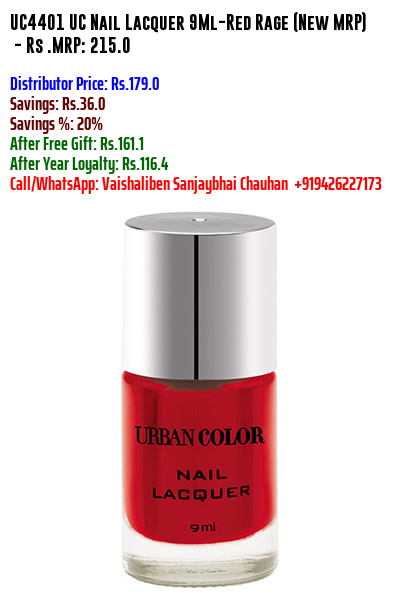 UC4401 UC Nail Lacquer 9Ml-Red Rage (New MRP)
- Rs .MRP: 215.0
Distributor Price: Rs.179.0
Savings: Rs.36.0
Savings %: 20%
After Free Gift: Rs.161.1
After Year Loyalty: Rs.116.4
Call/WhatsApp: Vaishaliben Sanjaybhai Chauhan +919426227173
URBAN COLOR
NAIL
LACQUER
9ml